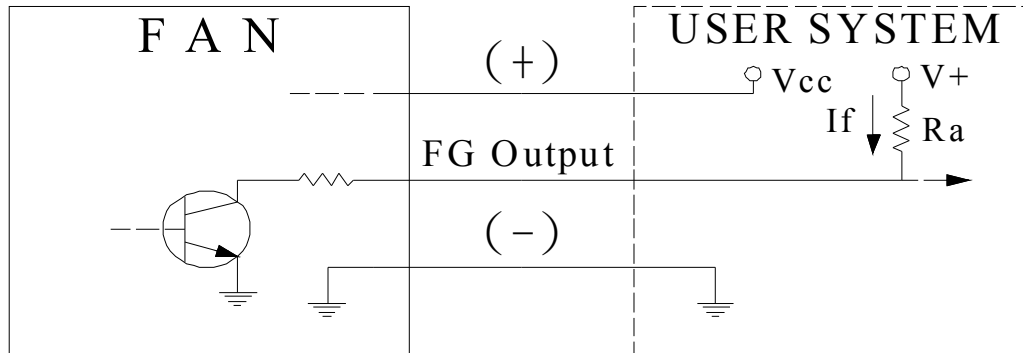 F A N
USER SYSTEM
(+)
Vcc
V+
If
Ra
FG Output
(-)